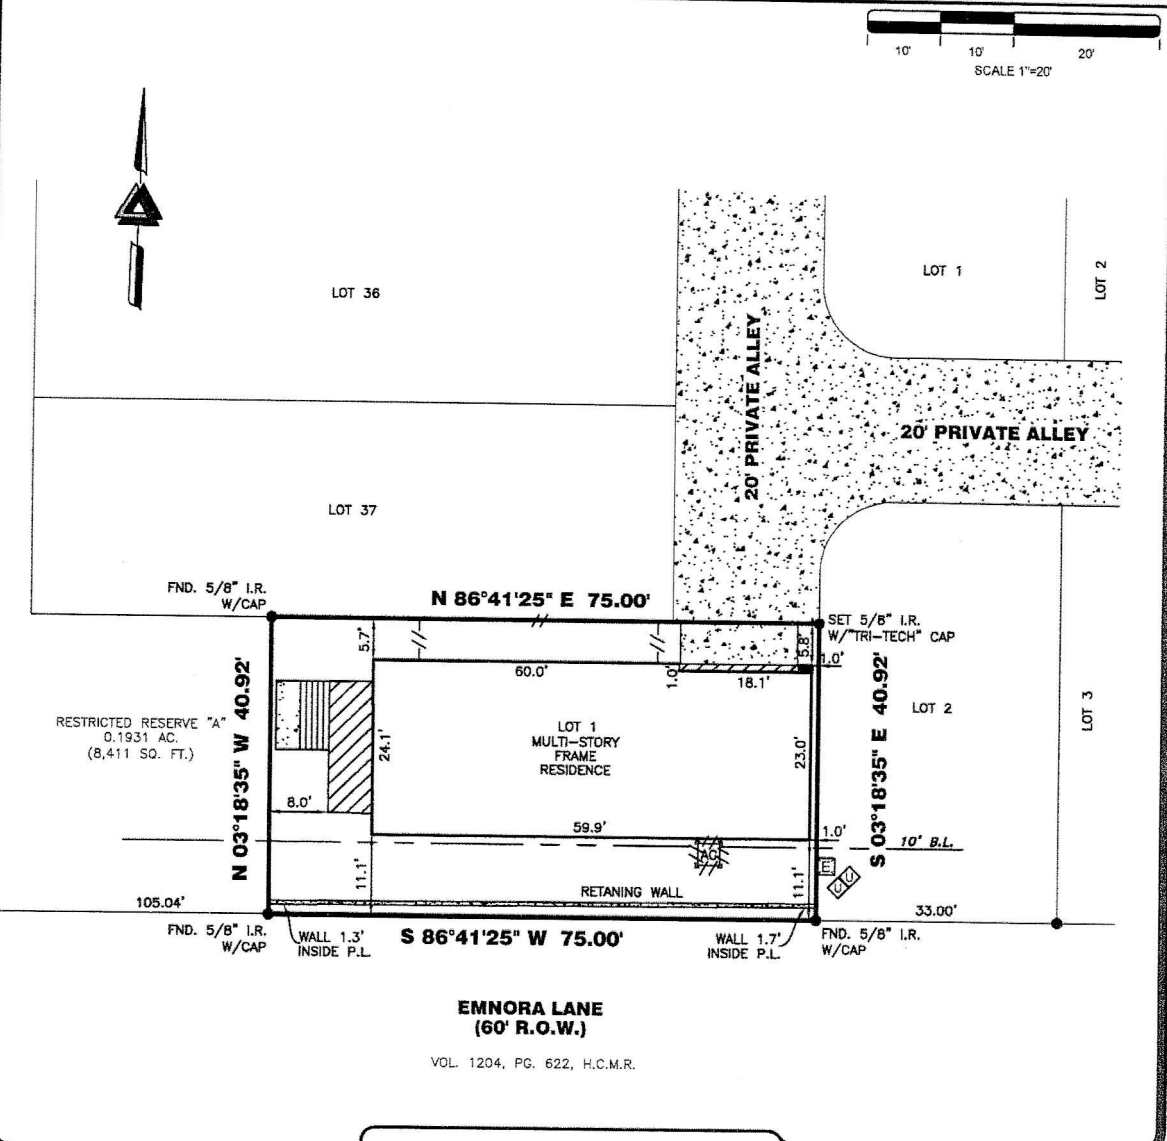 10'
10'
20'
SCALE 1"=20'
LOT 36
LOT 1
LOT 2
20' PRIVATE ALLEY
20' PRIVATE ALLEY
LOT 37
FND. 5/8" I.R.
W/CAP
N 86°41'25" E 75.00'
SET 5/8" I.R.
W/"TRI-TECH" CAP
5.7'
5.8'
1.0'
60.0'
1.0'
18.1'
N 03°18'35" W 40.92'
RESTRICTED RESERVE "A"
0.1931 AC.
(8,411 SQ. FT.)
24.1'
LOT 1
MULTI-STORY
FRAME
RESIDENCE
23.0'
S 03°18'35" E 40.92'
LOT 2
LOT 3
8.0'
59.9'
1.0'
10' B.L.
AC
E
U
U
11.1'
11.1'
RETANING WALL
105.04'
33.00'
FND. 5/8" I.R.
W/CAP
WALL 1.3'
INSIDE P.L.
S 86°41'25" W 75.00'
WALL 1.7'
INSIDE P.L.
FND. 5/8" I.R.
W/CAP
EMNORA LANE
(60' R.O.W.)
VOL. 1204, PG. 622, H.C.M.R.